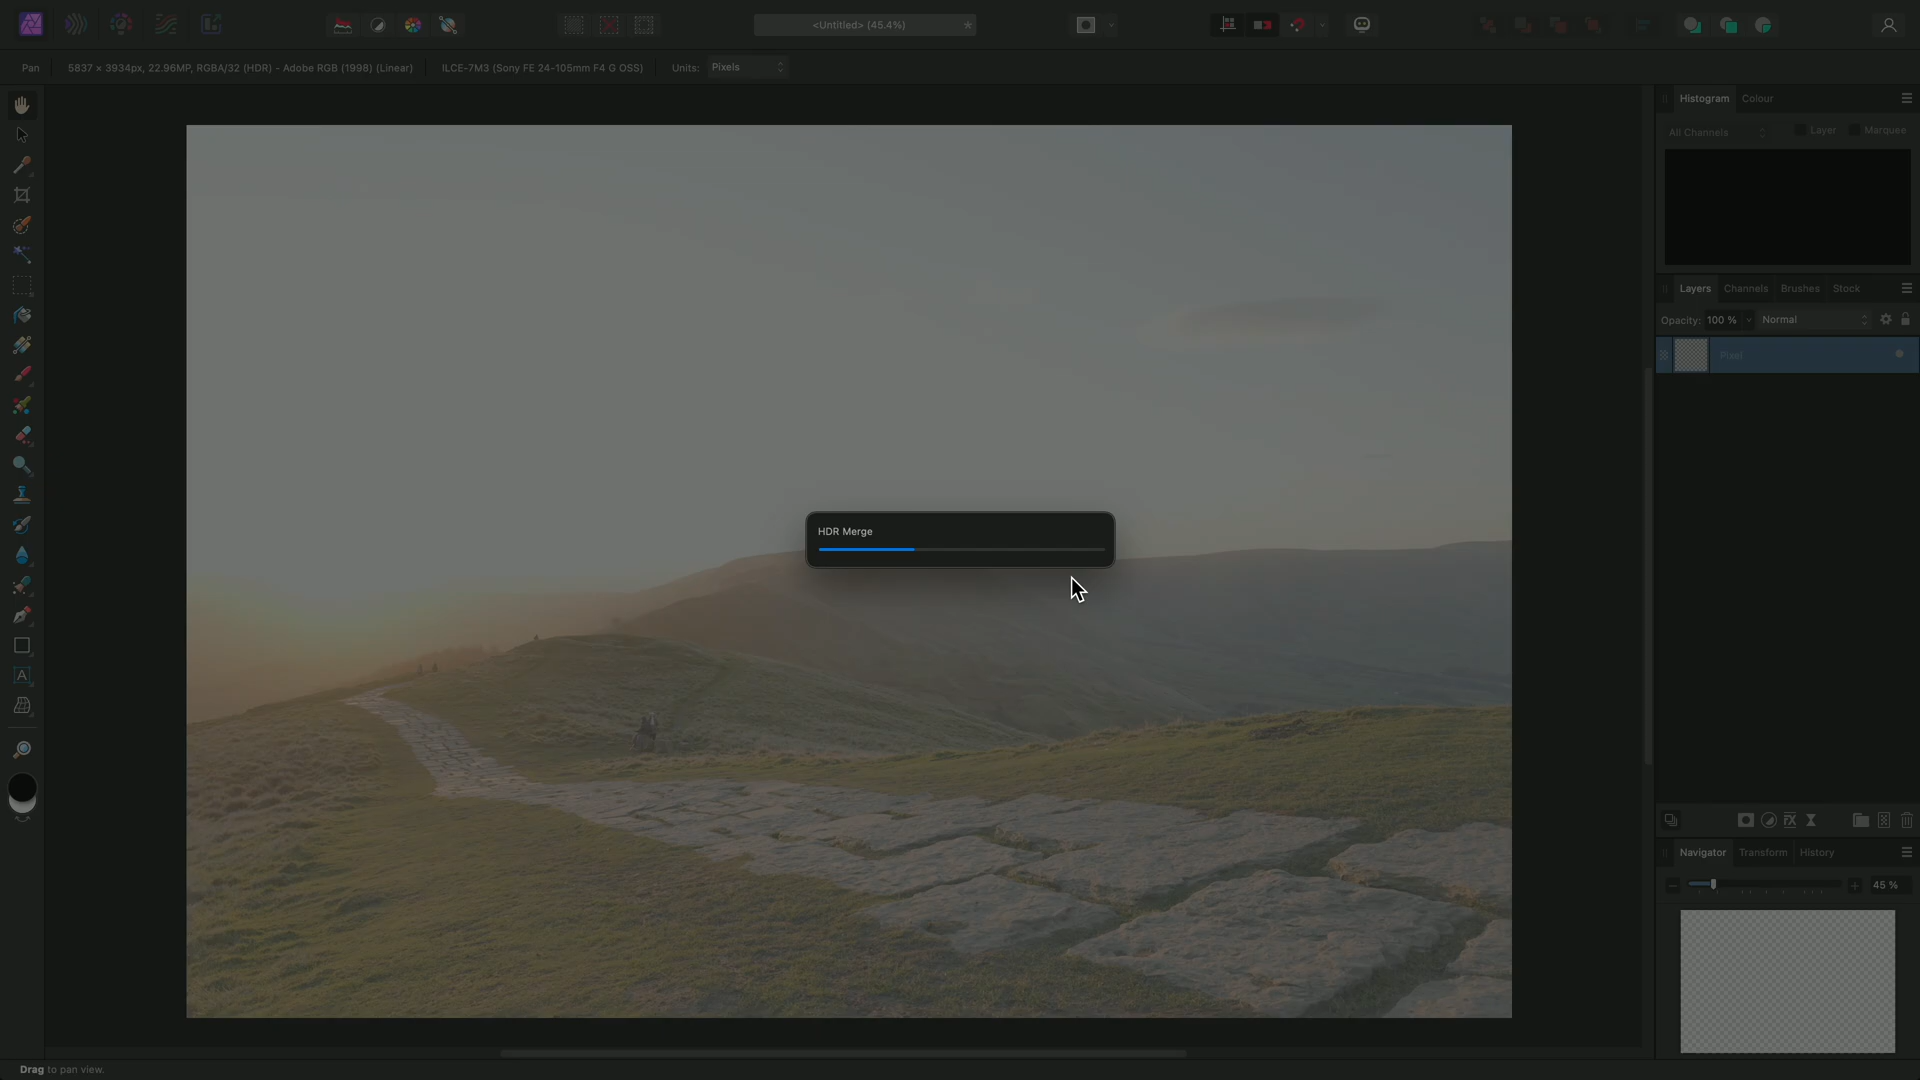 <Untitled> (45.4%)
Pan
5837 × 3934px, 22.96MP, RGBA/32 (HDR) - Adobe RGB (1998) (Linear)
ILCE-7M3 (Sony FE 24-105mm F4 G OSS)
Units:
Pixels
Histogram
Colour
All Channels
Layer
Marquee
Layers
Channels
Brushes
Stock
Opacity:
100 %
Normal
Pixel
HDR Merge
A
FX
Navigator
Transform
History
45 %
Drag to pan view.